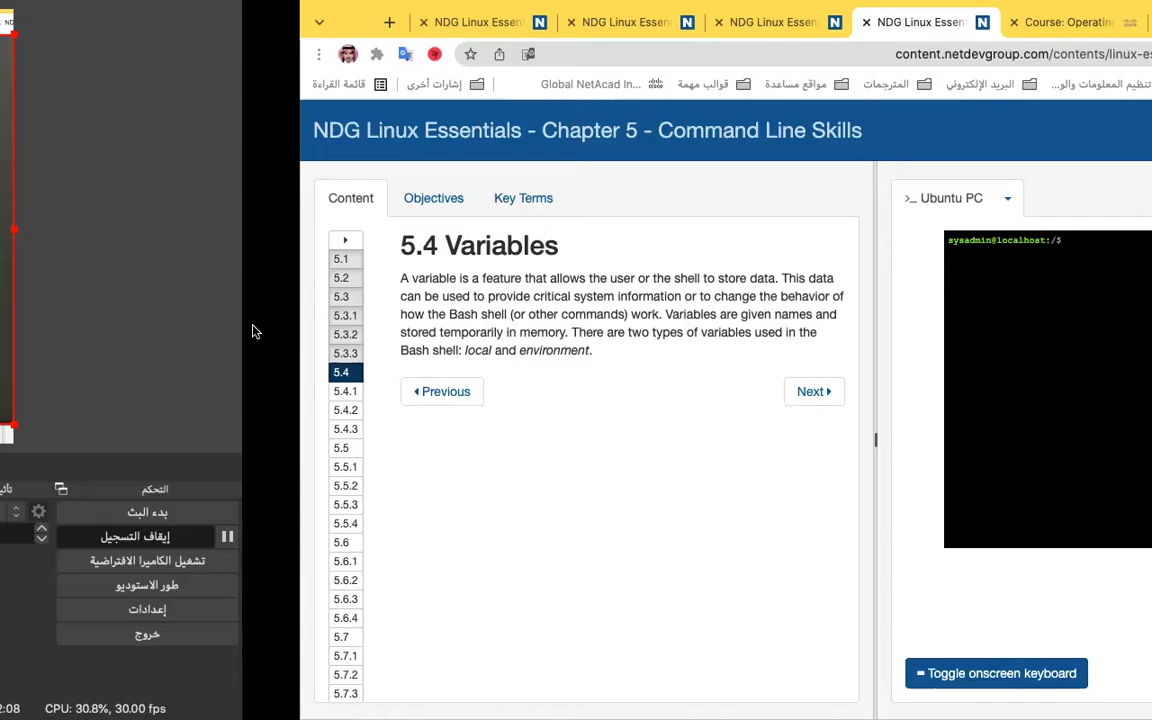 NDG Linux Essen
NDG Linux Essen
NDG Linux Essen
NDG Linux Essen
Course: Operatin
content.netdevgroup.com/contents/linux-es
قائمة القراءة
إشارات أخرى
Global NetAcad In...
قوالب مهمة
مواقع مساعدة
المترجمات
البريد الإلكتروني
تنظيم المعلومات والو...
NDG Linux Essentials - Chapter 5 - Command Line Skills
Content
Objectives
Key Terms
>_ Ubuntu PC
5.1
5.2
5.3
5.3.1
5.3.2
5.3.3
5.4
5.4.1
5.4.2
5.4.3
5.5
5.5.1
5.5.2
5.5.3
5.5.4
5.6
5.6.1
5.6.2
5.6.3
5.6.4
5.7
5.7.1
5.7.2
5.7.3
5.4 Variables
A variable is a feature that allows the user or the shell to store data. This data
can be used to provide critical system information or to change the behavior of
how the Bash shell (or other commands) work. Variables are given names and
stored temporarily in memory. There are two types of variables used in the
Bash shell: local and environment.
Previous
Next
sysadmin@localhost:/$
Toggle onscreen keyboard
التحكم
بدء البث
إيقاف التسجيل
تشغيل الكاميرا الافتراضية
طور الاستوديو
إعدادات
خروج
2:08
CPU: 30.8%, 30.00 fps